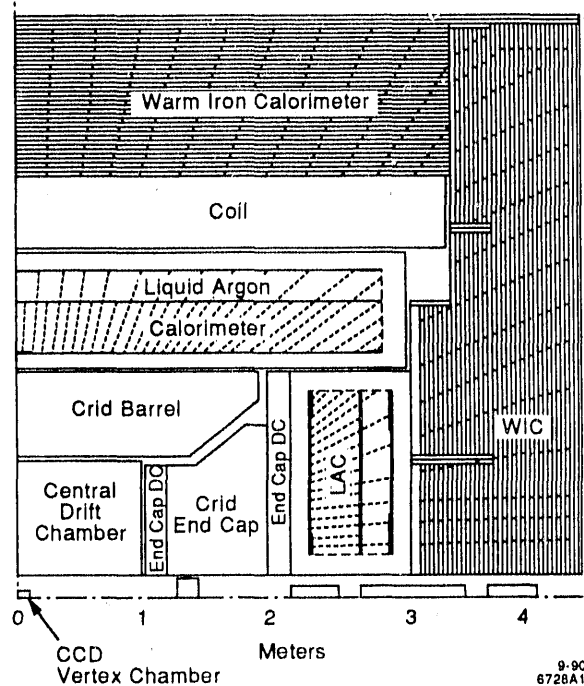 Warm Iron Calorimeter
Coil
Liquid Argon
Calorimeter
Crid Barrel
End Cap DC
LAC
WIC
Central
Drift
Chamber
End Cap DC
Crid
End Cap
0 1 2 3 4
Meters
CCD
Vertex Chamber
9-90
6728A1